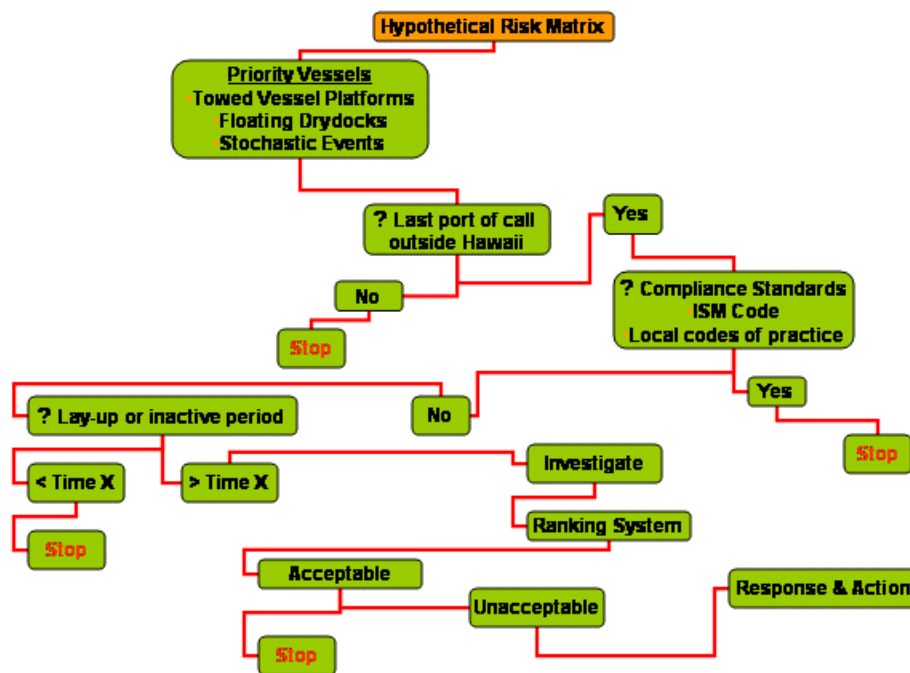 Hypothetical Risk Matrix
Priority Vessels
•Towed Vessel Platforms
•Floating Drydocks
•Stochastic Events
? Last port of call
outside Hawaii
Yes
? Compliance Standards
•ISM Code
•Local codes of practice
No
Stop
Yes
Stop
No
? Lay-up or inactive period
< Time X
> Time X
Stop
Investigate
Ranking System
Acceptable
Unacceptable
Response & Action
Stop